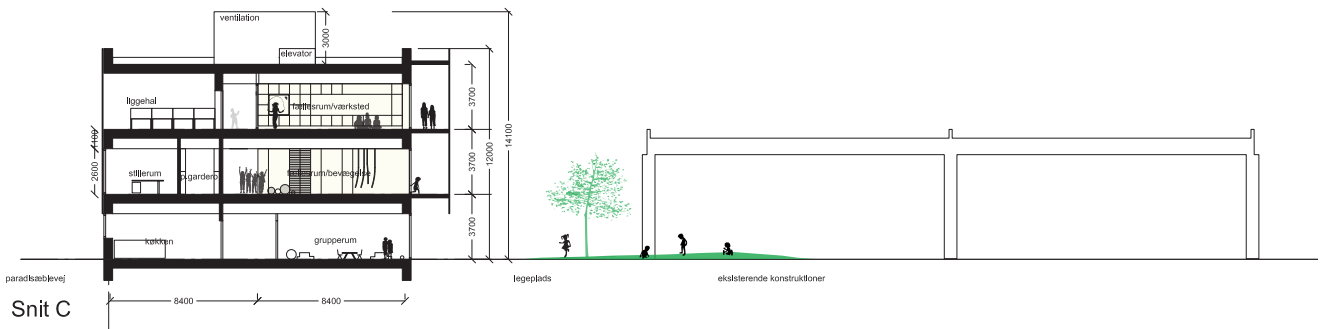 ventilation
3000
elevator
liggehal
fællesrum/værksted
3700
14100
12000
1100
2600
stillerum
p.gardero
fællesrum/bevægelse
3700
køkken
grupperum
3700
paradisæblevej
legeplads
eksisterende konstruktioner
8400
8400
Snit C